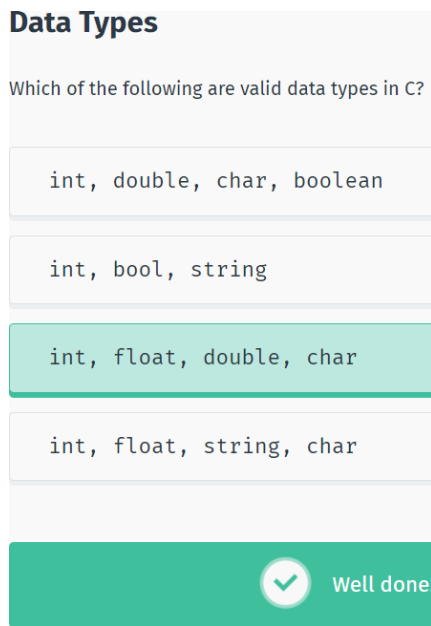 Data Types
Which of the following are valid data types in C?
int, double, char, boolean
int, bool, string
int, float, double, char
int, float, string, char
Well done